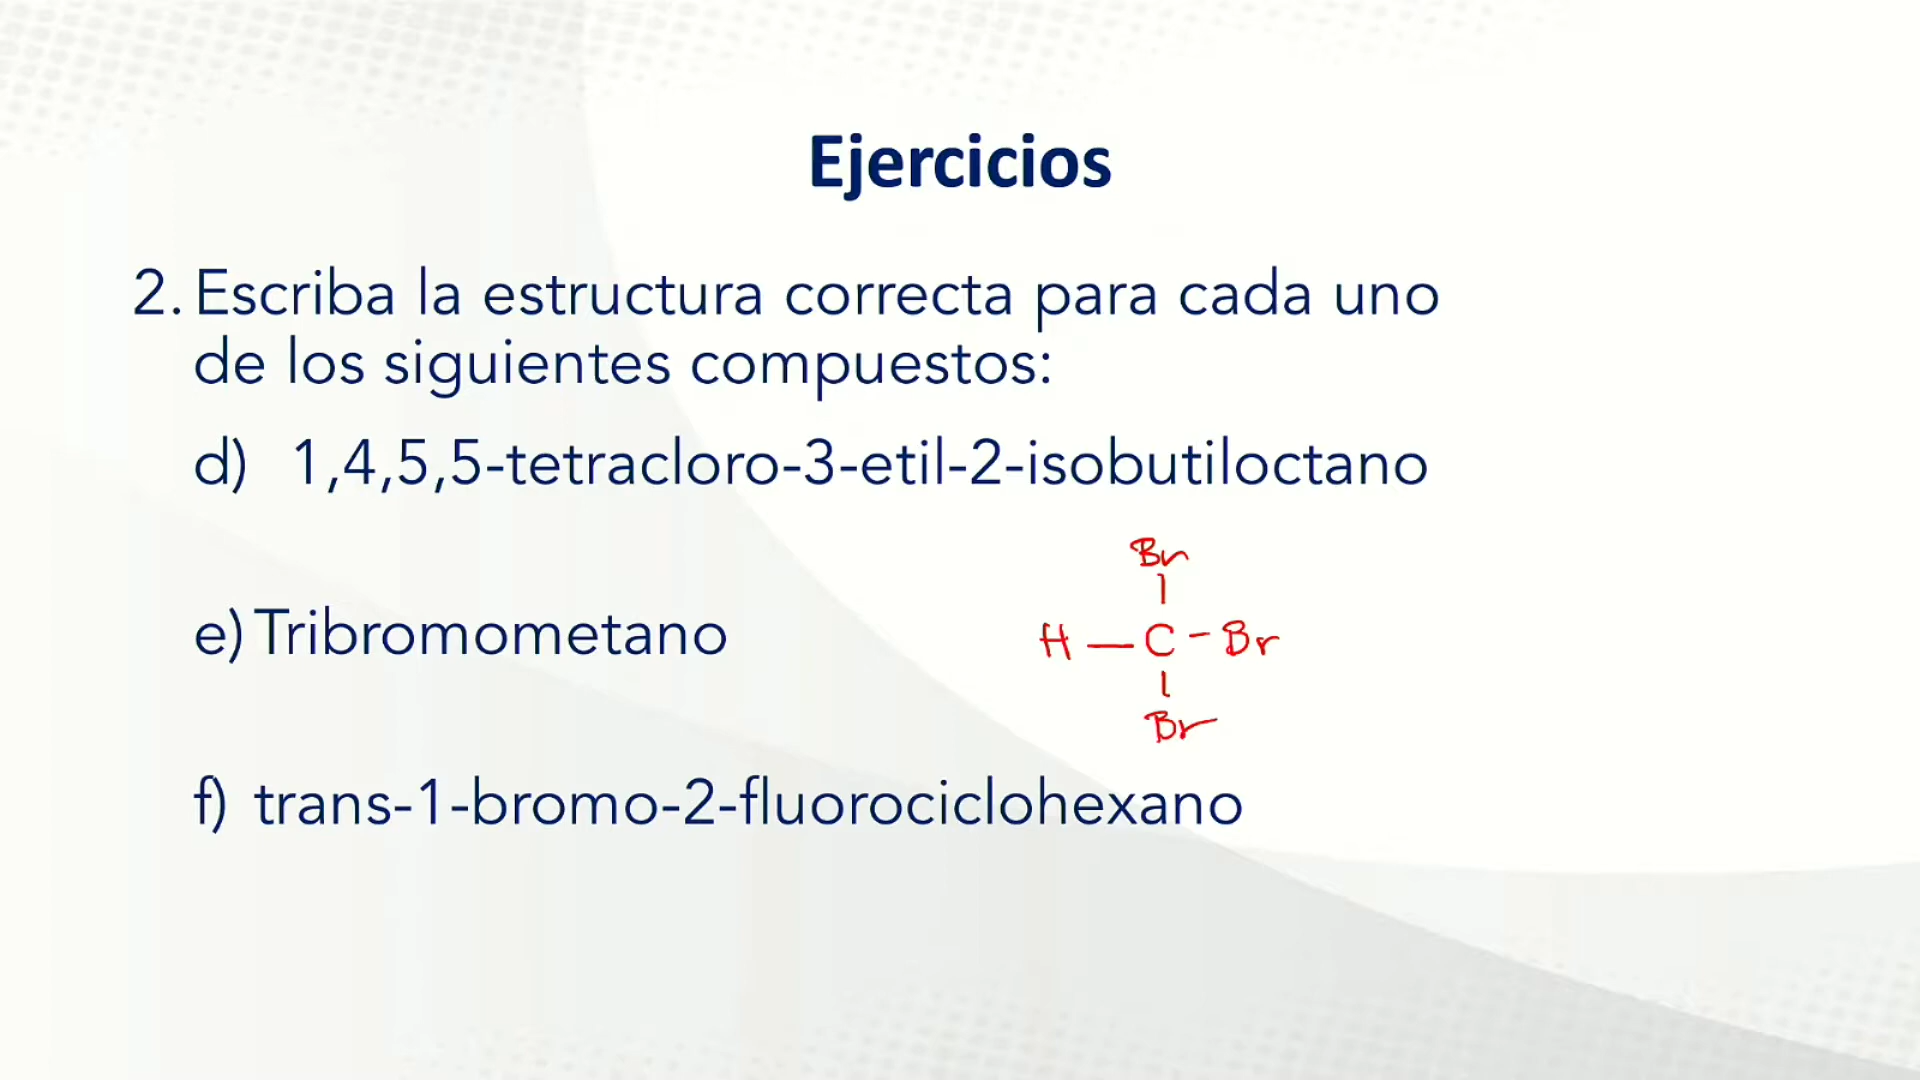 Ejercicios
2. Escriba la estructura correcta para cada uno
de los siguientes compuestos:
d) 1,4,5,5-tetracloro-3-etil-2-isobutiloctano
Br
e) Tribromometano
H — C - Br
Br
f) trans-1-bromo-2-fluorociclohexano